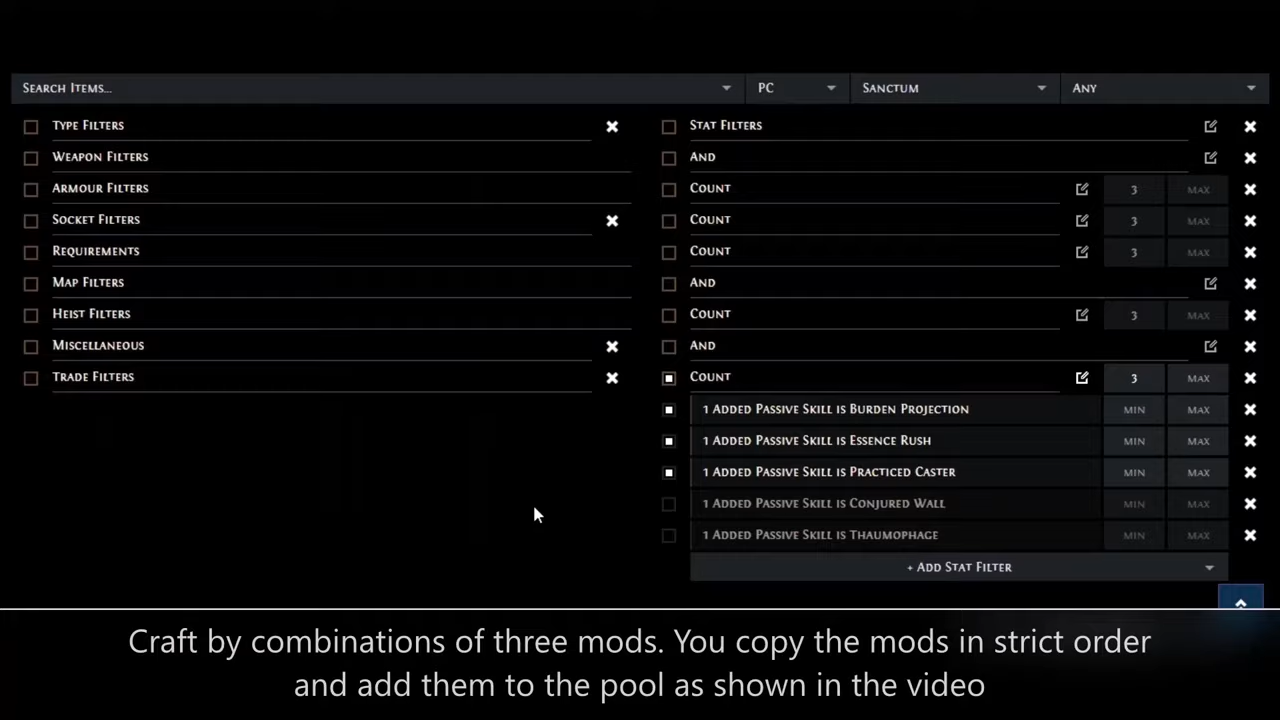 Search Items...
PC
Sanctum
Any
Type Filters
Weapon Filters
Armour Filters
Socket Filters
Requirements
Map Filters
Heist Filters
Miscellaneous
Trade Filters
Stat Filters
And
Count 3 MAX
Count 3 MAX
Count 3 MAX
And
Count 3 MAX
And
Count 3 MAX
1 Added Passive Skill is Burden Projection MIN MAX
1 Added Passive Skill is Essence Rush MIN MAX
1 Added Passive Skill is Practiced Caster MIN MAX
1 Added Passive Skill is Conjured Wall MIN MAX
1 Added Passive Skill is Thaumophage MIN MAX
+ Add Stat Filter
Craft by combinations of three mods. You copy the mods in strict order
and add them to the pool as shown in the video